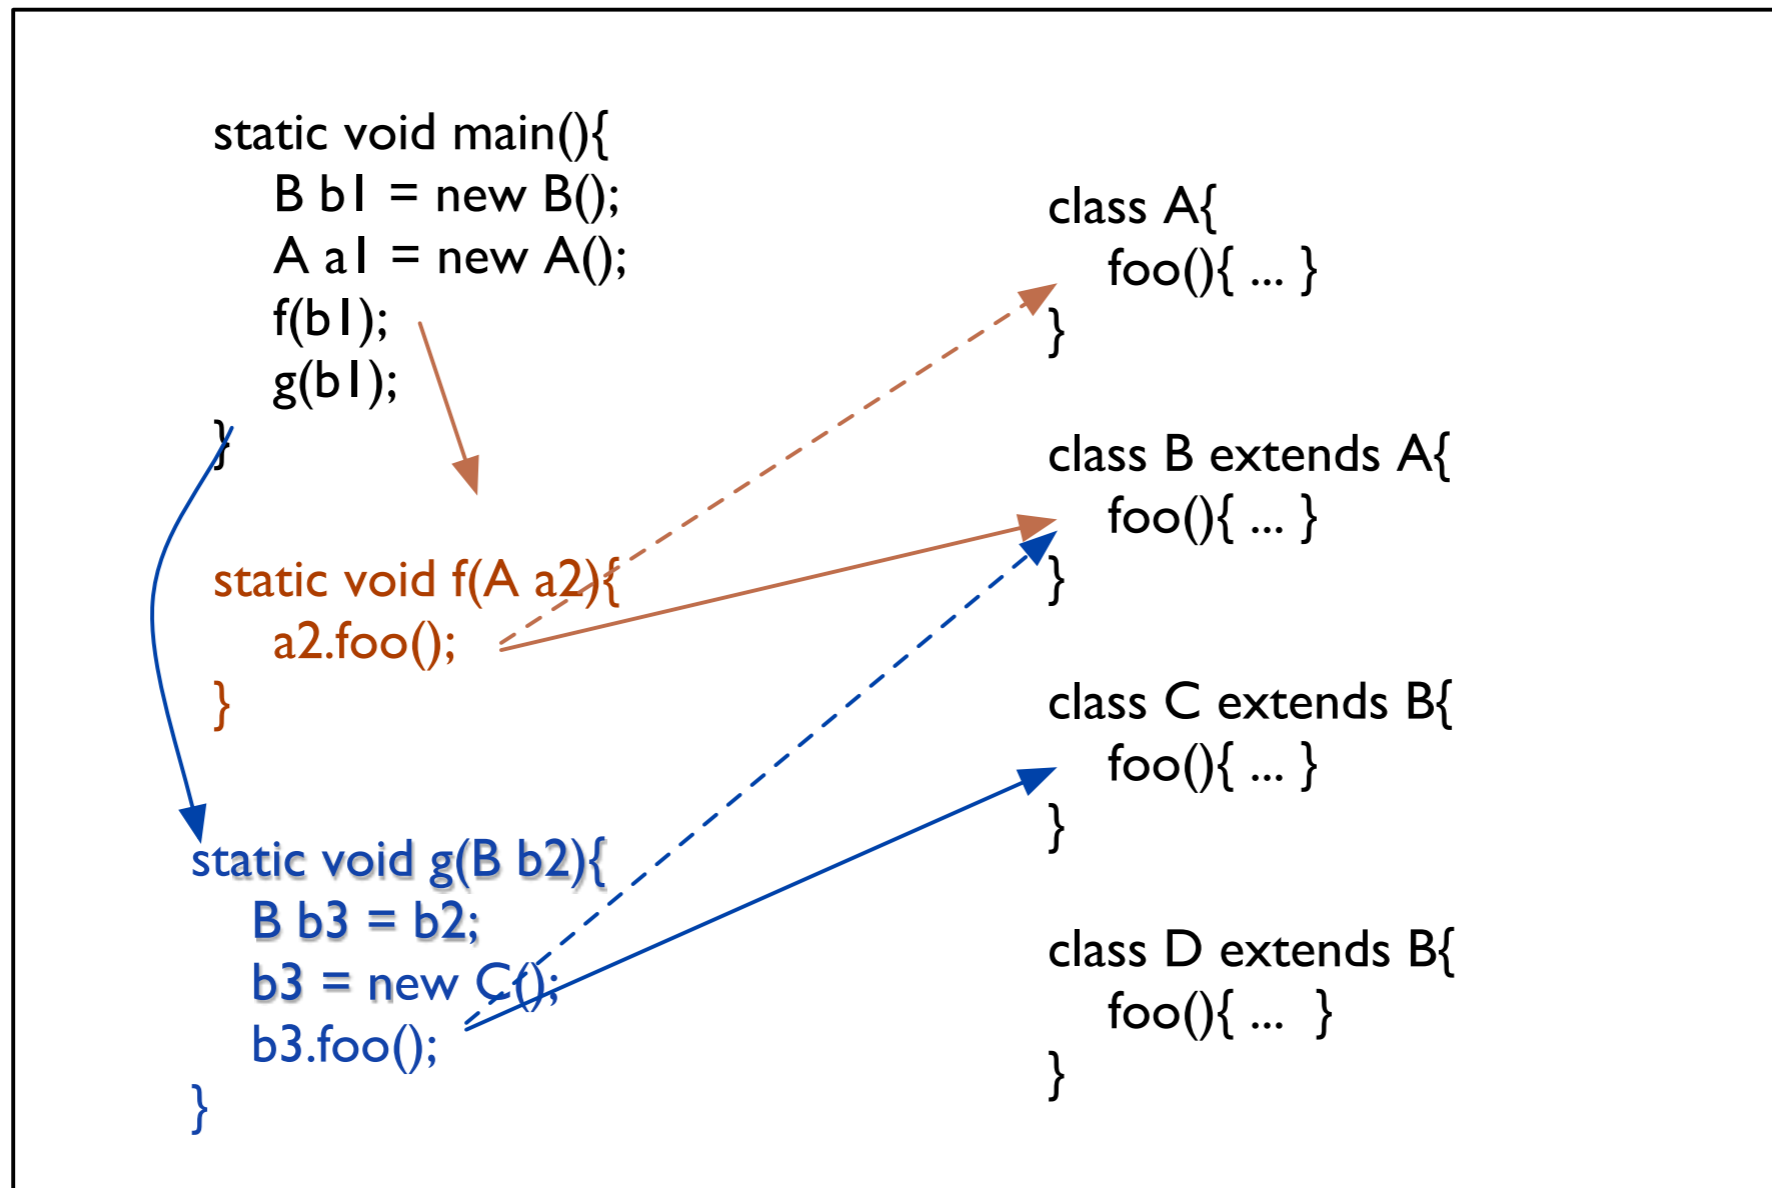 static void main(){
B b1 = new B();
A a1 = new A();
f(b1);
g(b1);
}
static void f(A a2){
a2.foo();
}
static void g(B b2){
B b3 = b2;
b3 = new C();
b3.foo();
}
class A{
foo(){ ... }
}
class B extends A{
foo(){ ... }
}
class C extends B{
foo(){ ... }
}
class D extends B{
foo(){ ... }
}